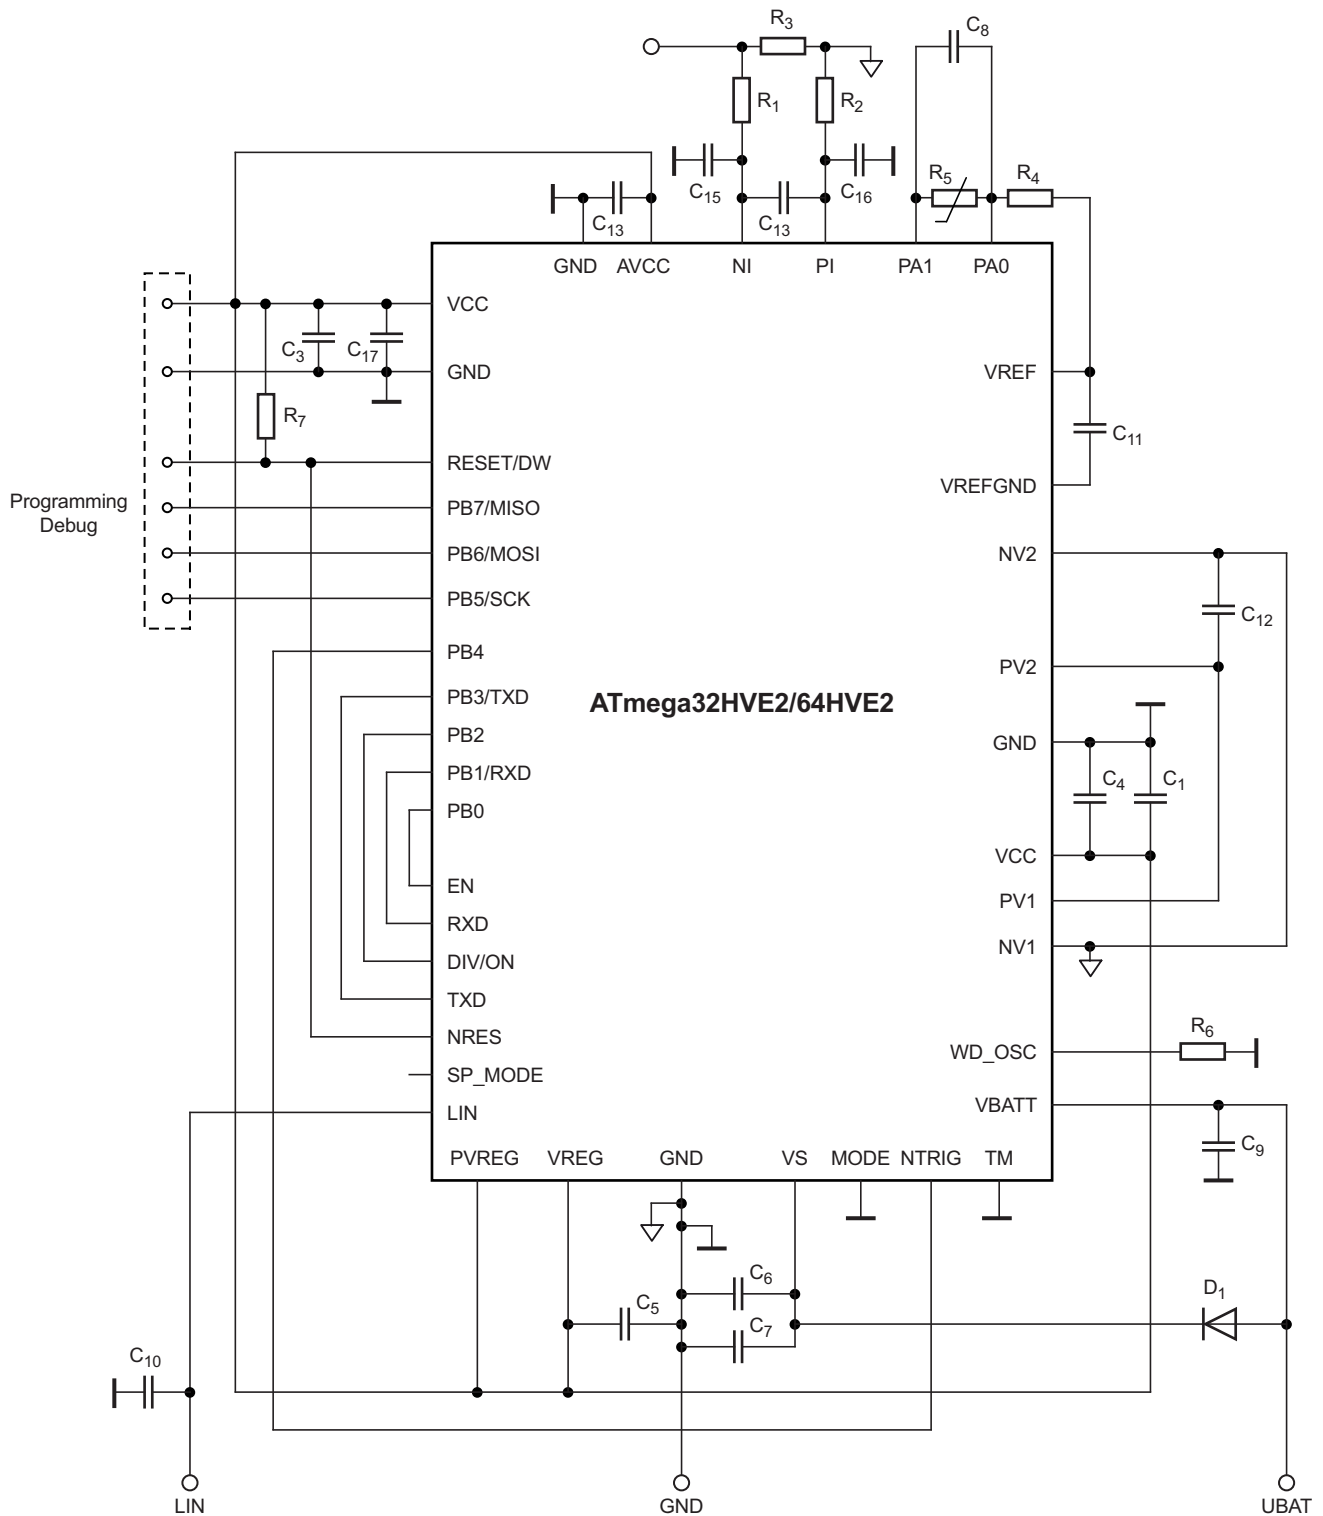 R3
C8
R1
R2
C15
C16
C13
C13
R5
R4
GND
AVCC
NI
PI
PA1
PA0
VCC
C3
C17
GND
R7
VREF
C11
RESET/DW
VREFGND
Programming
Debug
PB7/MISO
PB6/MOSI
NV2
PB5/SCK
C12
PB4
PV2
PB3/TXD
ATmega32HVE2/64HVE2
PB2
GND
PB1/RXD
C4
C1
PB0
VCC
EN
PV1
RXD
NV1
DIV/ON
TXD
R6
NRES
WD_OSC
SP_MODE
VBATT
LIN
C9
PVREG
VREG
GND
VS
MODE
NTRIG
TM
C6
D1
C5
C7
C10
LIN
GND
UBAT